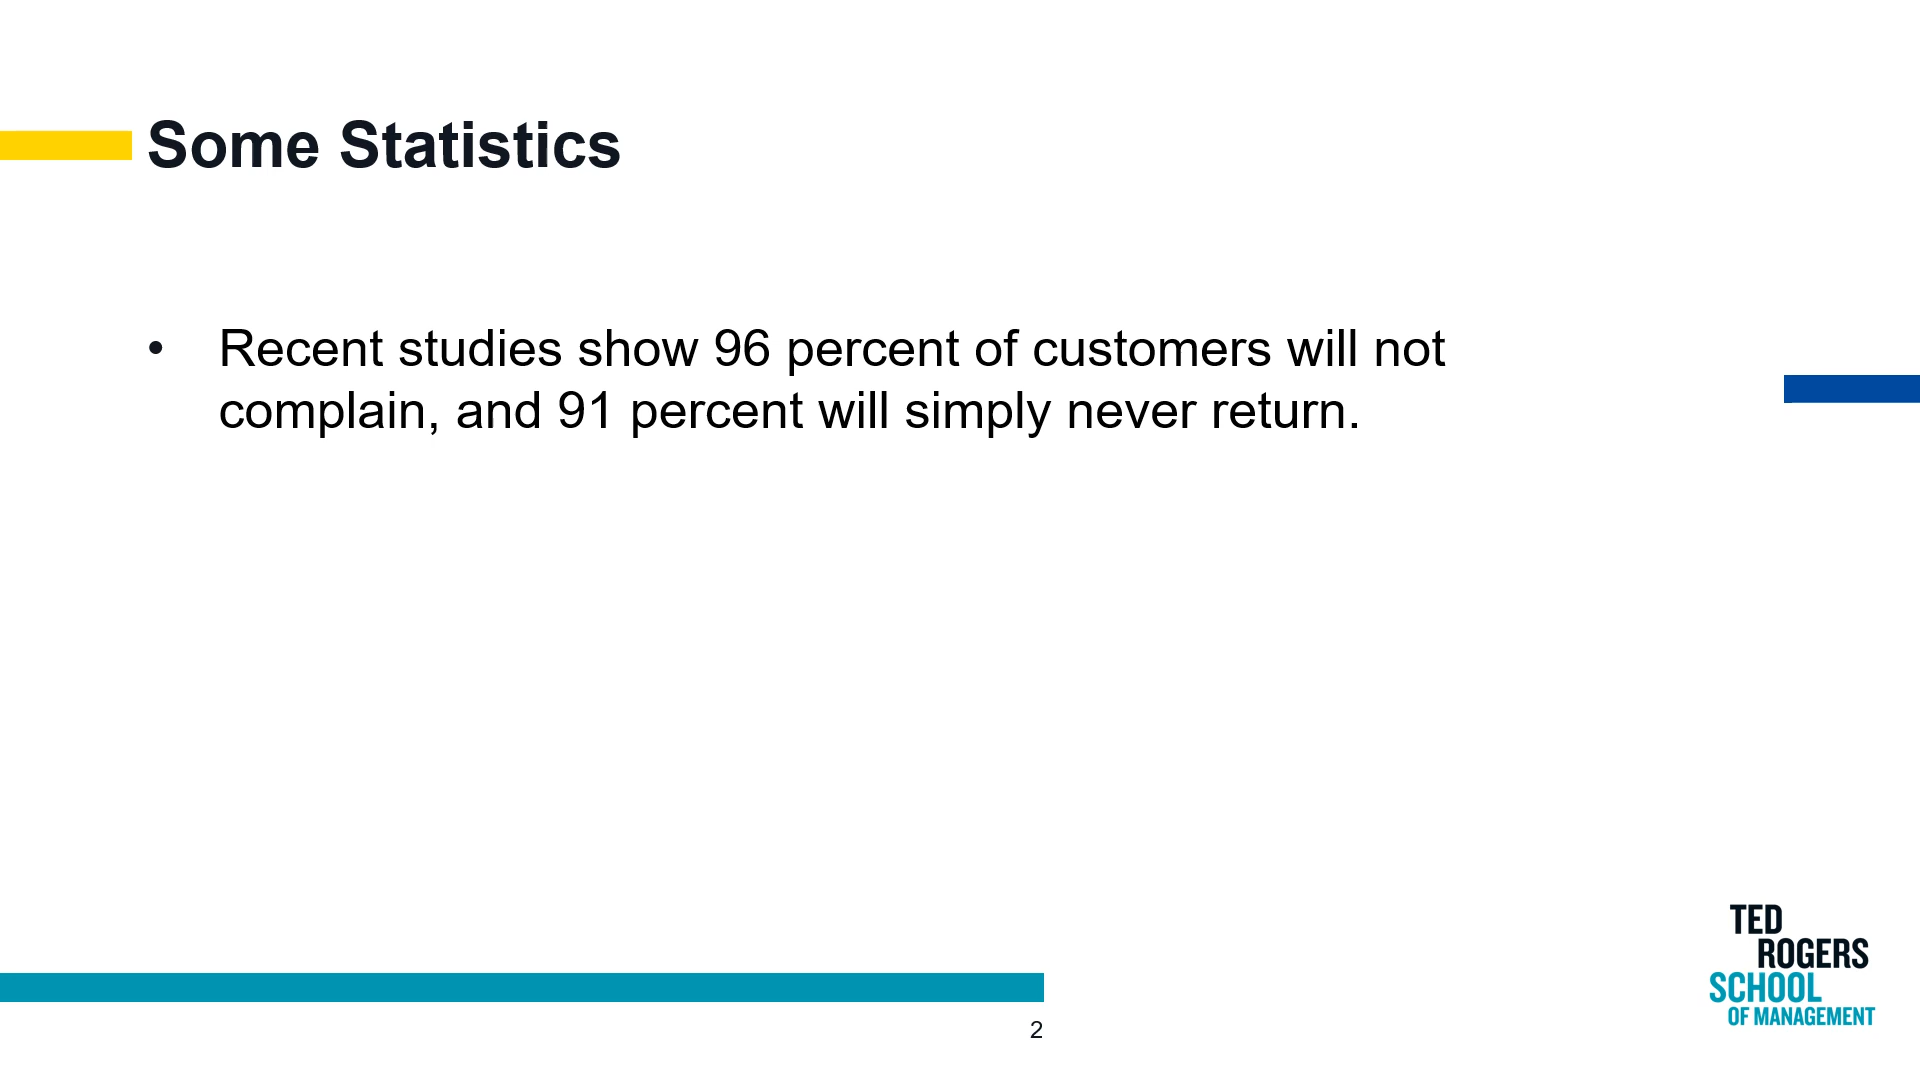 Some Statistics
• Recent studies show 96 percent of customers will not
complain, and 91 percent will simply never return.
TED
ROGERS
SCHOOL
OF MANAGEMENT
2